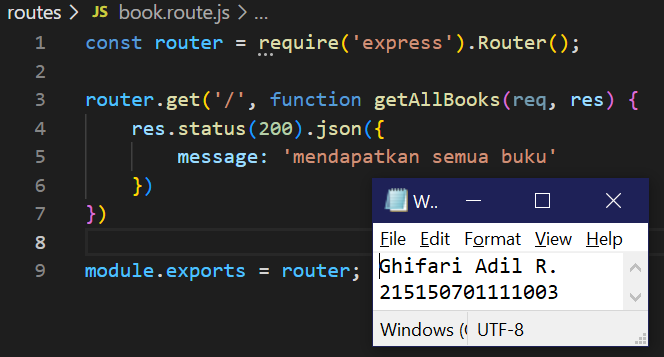 routes > JS book.route.js > ...
1 const router = require('express').Router();
2
3 router.get('/', function getAllBooks(req, res) {
4 res.status(200).json({
5 message: 'mendapatkan semua buku'
6 })
7 })
8
9 module.exports = router;
W..
File Edit Format View Help
Ghifari Adil R.
215150701111003
Windows (C UTF-8